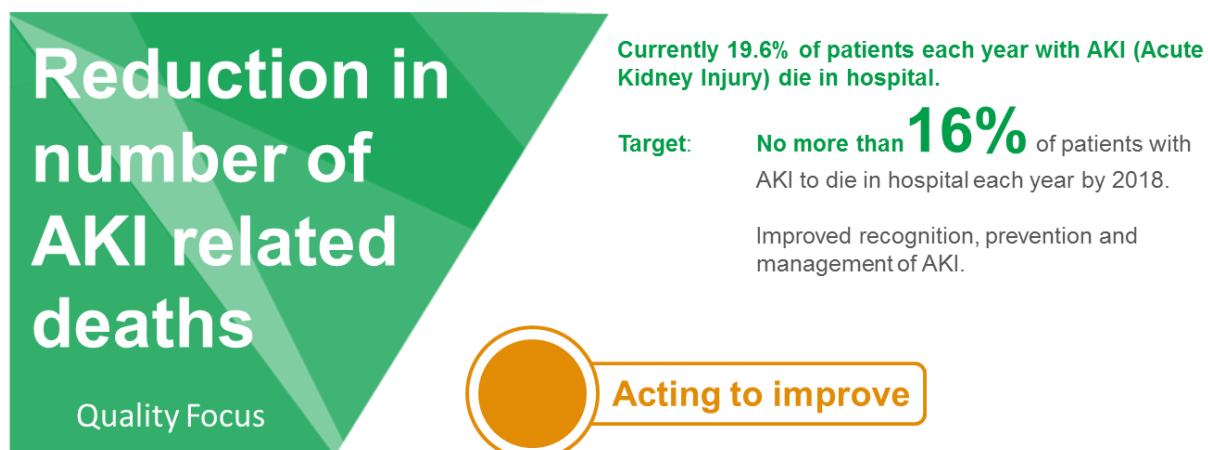 Reduction in
number of
AKI related
deaths
Quality Focus
Currently 19.6% of patients each year with AKI (Acute
Kidney Injury) die in hospital.
Target: No more than 16% of patients with
AKI to die in hospital each year by 2018.
Improved recognition, prevention and
management of AKI.
Acting to improve